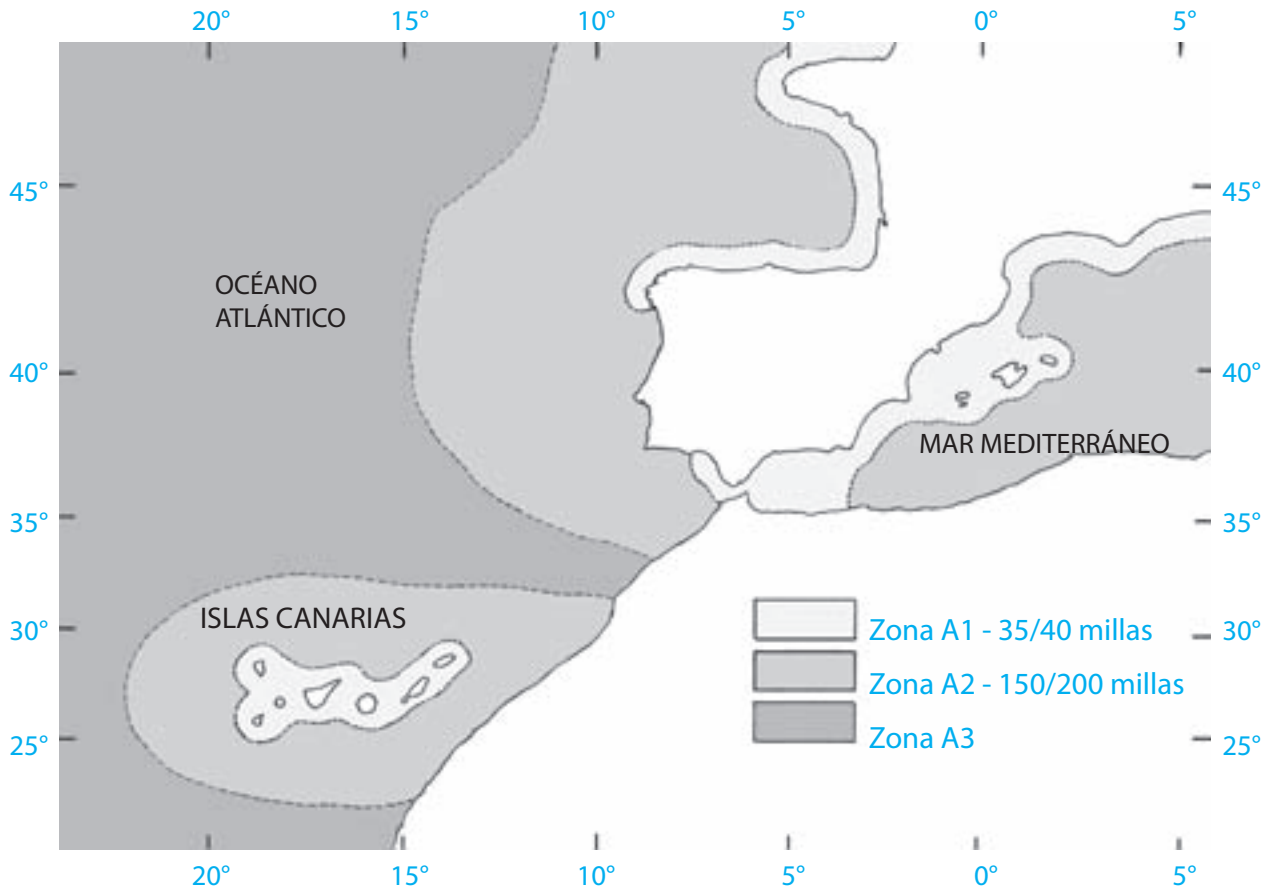 20° 15° 10° 5° 0° 5°
45° 45°
OCÉANO
ATLÁNTICO
40° 40°
MAR MEDITERRÁNEO
35° 35°
ISLAS CANARIAS
Zona A1 - 35/40 millas
30° 30°
Zona A2 - 150/200 millas
Zona A3
25° 25°
20° 15° 10° 5° 0° 5°